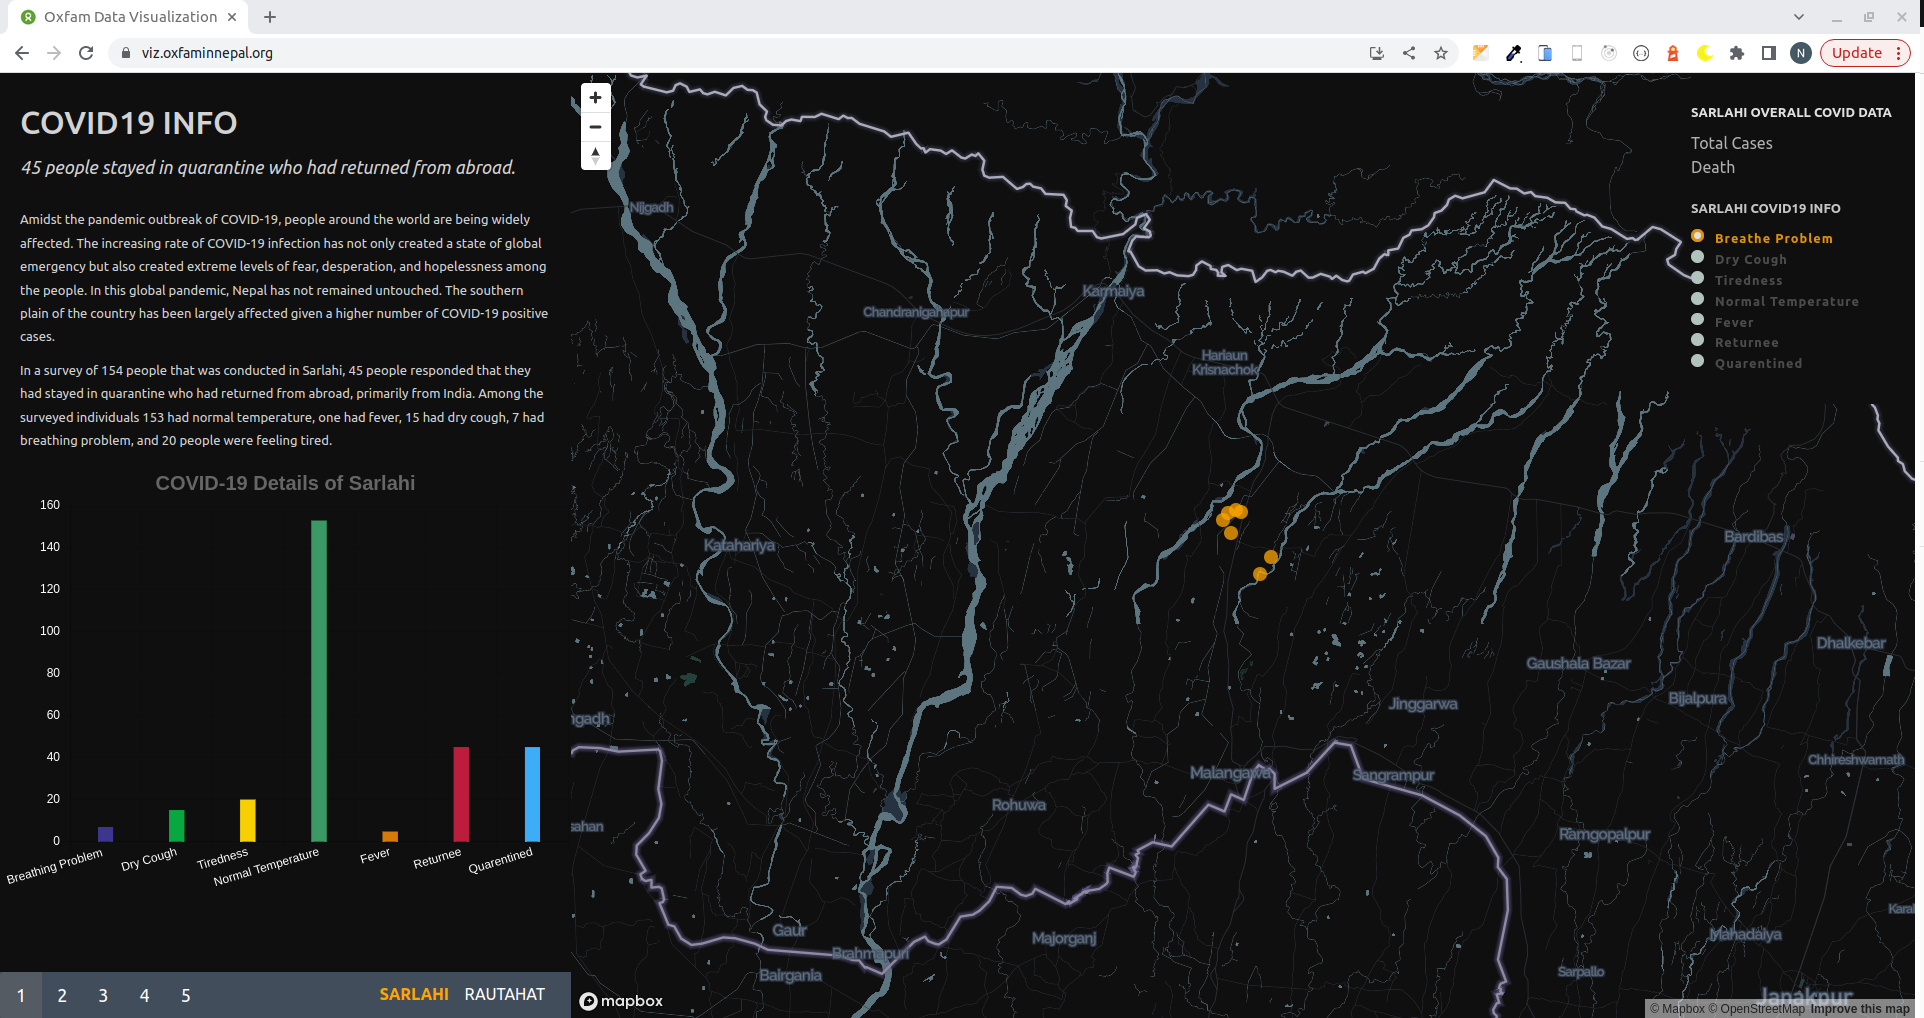 Oxfam Data Visualization
viz.oxfaminnepal.org
N
Update
COVID19 INFO
45 people stayed in quarantine who had returned from abroad.
Amidst the pandemic outbreak of COVID-19, people around the world are being widely
affected. The increasing rate of COVID-19 infection has not only created a state of global
emergency but also created extreme levels of fear, desperation, and hopelessness among
the people. In this global pandemic, Nepal has not remained untouched. The southern
plain of the country has been largely affected given a higher number of COVID-19 positive
cases.
In a survey of 154 people that was conducted in Sarlahi, 45 people responded that they
had stayed in quarantine who had returned from abroad, primarily from India. Among the
surveyed individuals 153 had normal temperature, one had fever, 15 had dry cough, 7 had
breathing problem, and 20 people were feeling tired.
COVID-19 Details of Sarlahi
160
140
120
100
80
60
40
20
0
Breathing Problem
Dry Cough
Tiredness
Normal Temperature
Fever
Returnee
Quarentined
1 2 3 4 5
SARLAHI RAUTAHAT
SARLAHI OVERALL COVID DATA
Total Cases
Death
SARLAHI COVID19 INFO
Breathe Problem
Dry Cough
Tiredness
Normal Temperature
Fever
Returnee
Quarentined
Nijgadh
Karmaiya
Chandranigahapur
Hariaun
Krisnachok
Katahariya
Bardibas
Dhalkebar
Gaushala Bazar
Bijalpura
Jinggarwa
ngadh
Chhireshwarnath
Malangawa
Sangrampur
Rohuwa
sahan
Ramgopalpur
Karal
Gaur
Majorganj
Mahadaiya
Brahmapuri
Bairgania
Sarpallo
Janakpur
mapbox
© Mapbox © OpenStreetMap Improve this map